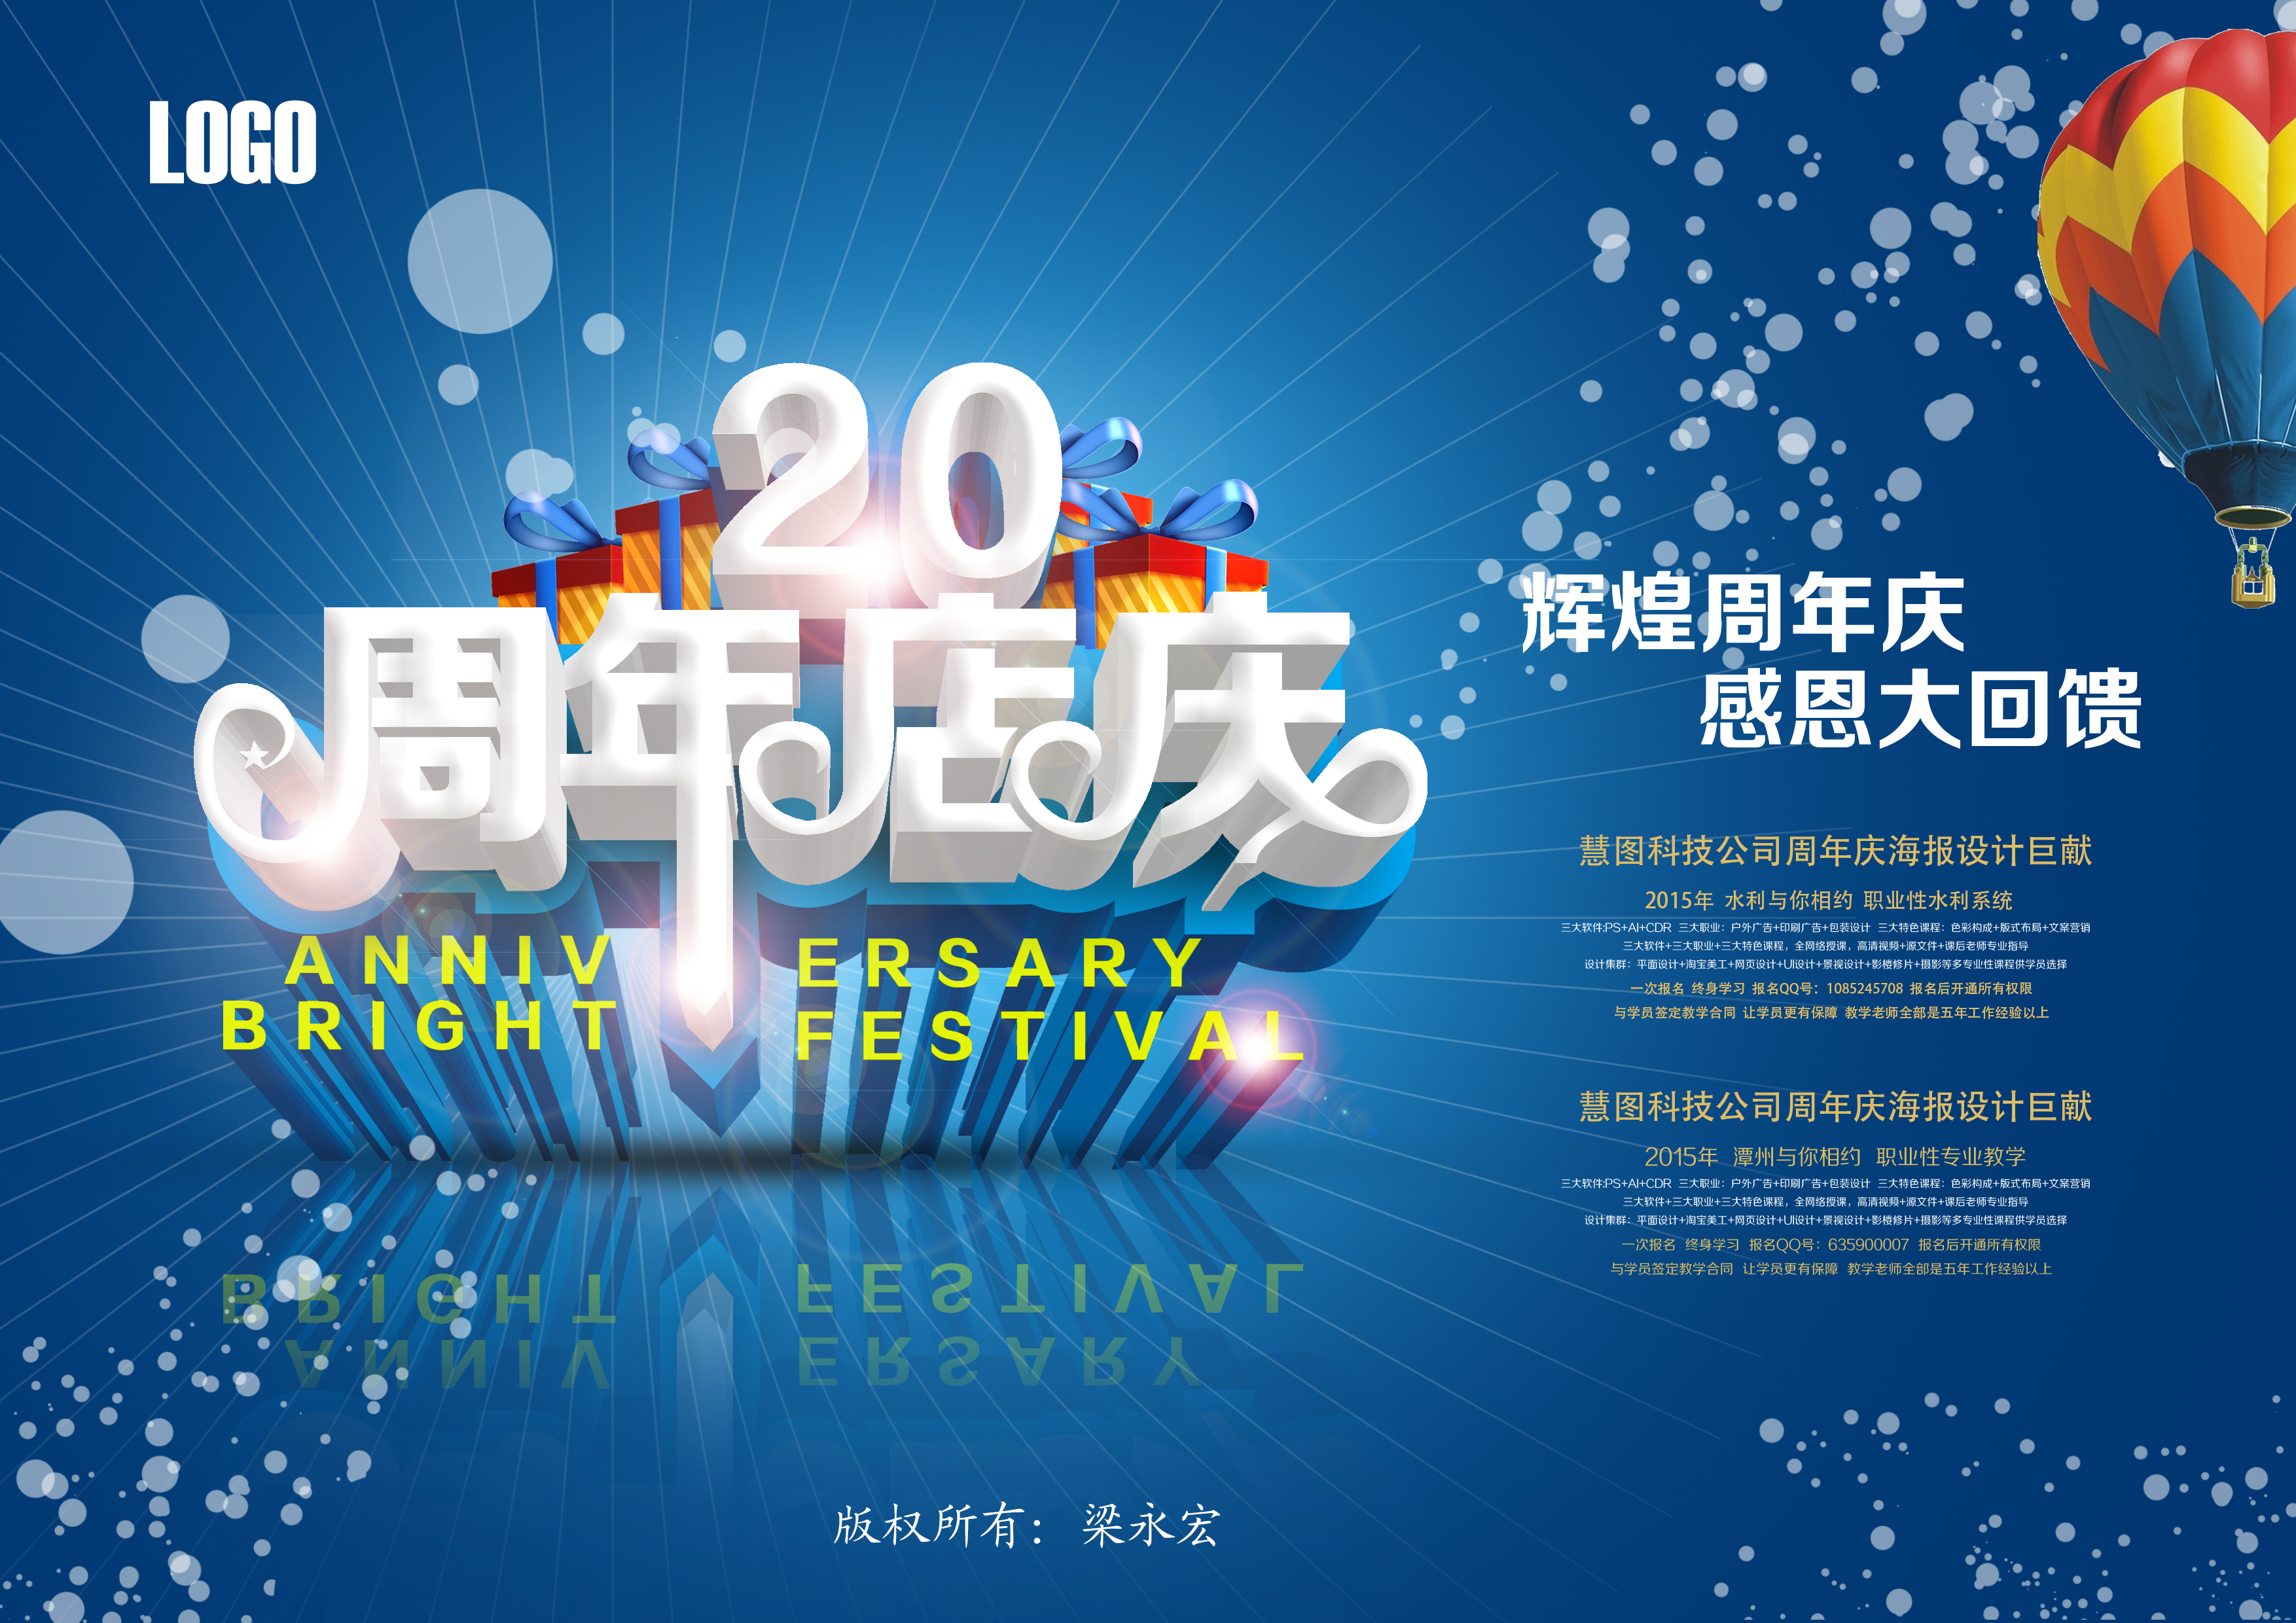 LOGO
20
周年店庆
ANNIV ERSARY
BRIGHT FESTIVAL
辉煌周年庆
感恩大回馈
慧图科技公司周年庆海报设计巨献
2015年 水利与你相约 职业性水利系统
三大软件:PS+AI+CDR 三大职业：户外广告+印刷广告+包装设计 三大特色课程：色彩构成+版式布局+文案营销
三大软件+三大职业+三大特色课程，全网络授课，高清视频+源文件+课后老师专业指导
设计集群：平面设计+淘宝美工+网页设计+UI设计+景视设计+影楼修片+摄影等多专业性课程供学员选择
一次报名 终身学习 报名QQ号：1085245708 报名后开通所有权限
与学员签定教学合同 让学员更有保障 教学老师全部是五年工作经验以上
慧图科技公司周年庆海报设计巨献
2015年 潭州与你相约 职业性专业教学
三大软件:PS+AI+CDR 三大职业：户外广告+印刷广告+包装设计 三大特色课程：色彩构成+版式布局+文案营销
三大软件+三大职业+三大特色课程，全网络授课，高清视频+源文件+课后老师专业指导
设计集群：平面设计+淘宝美工+网页设计+UI设计+景视设计+影楼修片+摄影等多专业性课程供学员选择
一次报名 终身学习 报名QQ号：635900007 报名后开通所有权限
与学员签定教学合同 让学员更有保障 教学老师全部是五年工作经验以上
版权所有：梁永宏